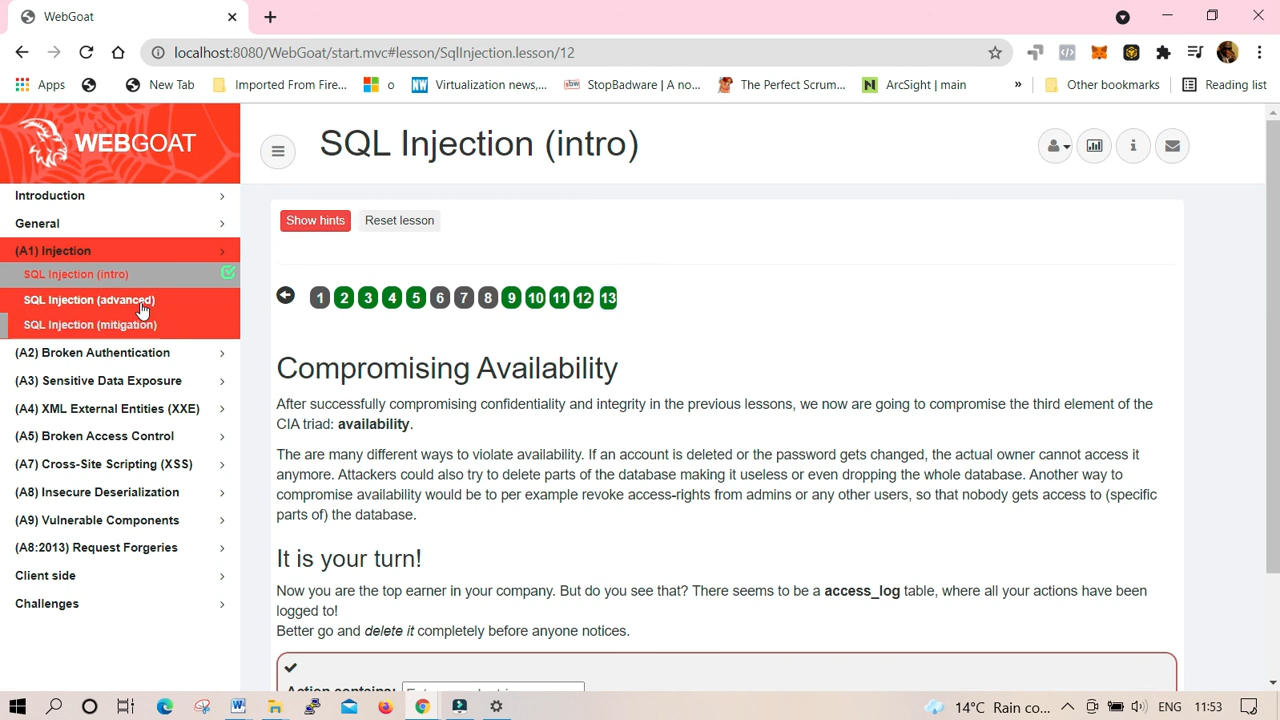 WebGoat
localhost:8080/WebGoat/start.mvc#lesson/SqlInjection.lesson/12
Apps New Tab Imported From Fire... o NW Virtualization news,... StopBadware | A no... The Perfect Scrum... N ArcSight | main » Other bookmarks Reading list
WEBGOAT
SQL Injection (intro)
Introduction
General
(A1) Injection
SQL Injection (intro)
SQL Injection (advanced)
SQL Injection (mitigation)
(A2) Broken Authentication
(A3) Sensitive Data Exposure
(A4) XML External Entities (XXE)
(A5) Broken Access Control
(A7) Cross-Site Scripting (XSS)
(A8) Insecure Deserialization
(A9) Vulnerable Components
(A8:2013) Request Forgeries
Client side
Challenges
Show hints Reset lesson
1 2 3 4 5 6 7 8 9 10 11 12 13
Compromising Availability
After successfully compromising confidentiality and integrity in the previous lessons, we now are going to compromise the third element of the
CIA triad: availability.
The are many different ways to violate availability. If an account is deleted or the password gets changed, the actual owner cannot access it
anymore. Attackers could also try to delete parts of the database making it useless or even dropping the whole database. Another way to
compromise availability would be to per example revoke access-rights from admins or any other users, so that nobody gets access to (specific
parts of) the database.
It is your turn!
Now you are the top earner in your company. But do you see that? There seems to be a access_log table, where all your actions have been
logged to!
Better go and delete it completely before anyone notices.
Action contains:
14°C Rain co... ENG 11:53